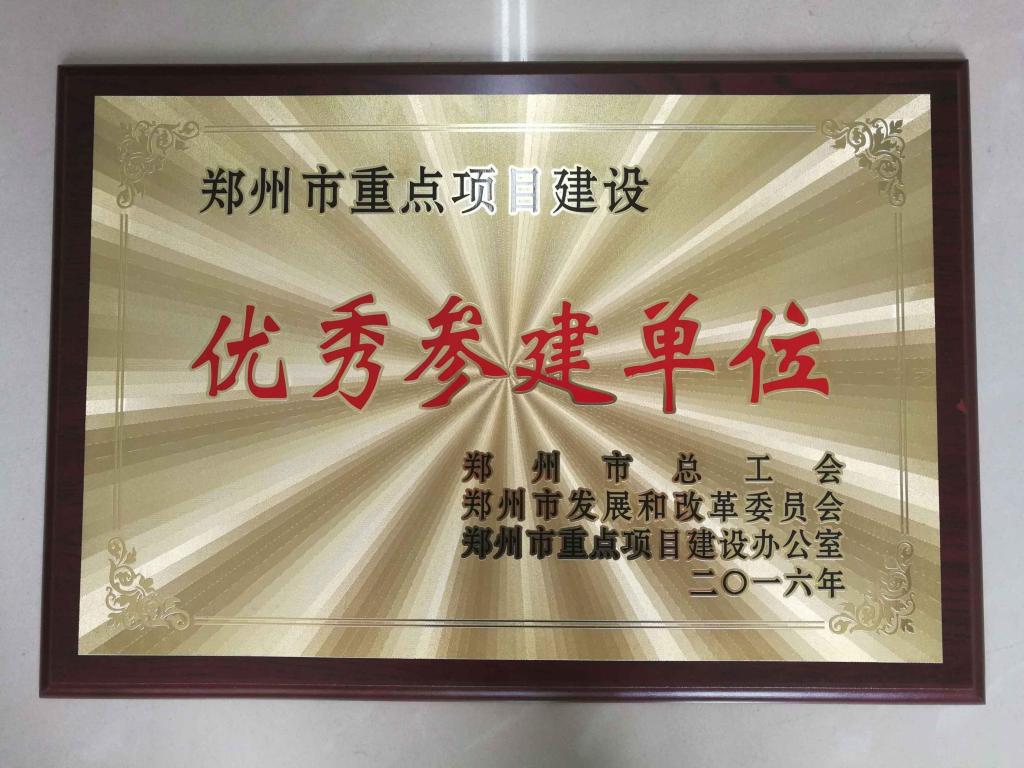 郑州市重点项目建设
优秀参建单位
郑州市总工会
郑州市发展和改革委员会
郑州市重点项目建设办公室
二〇一六年